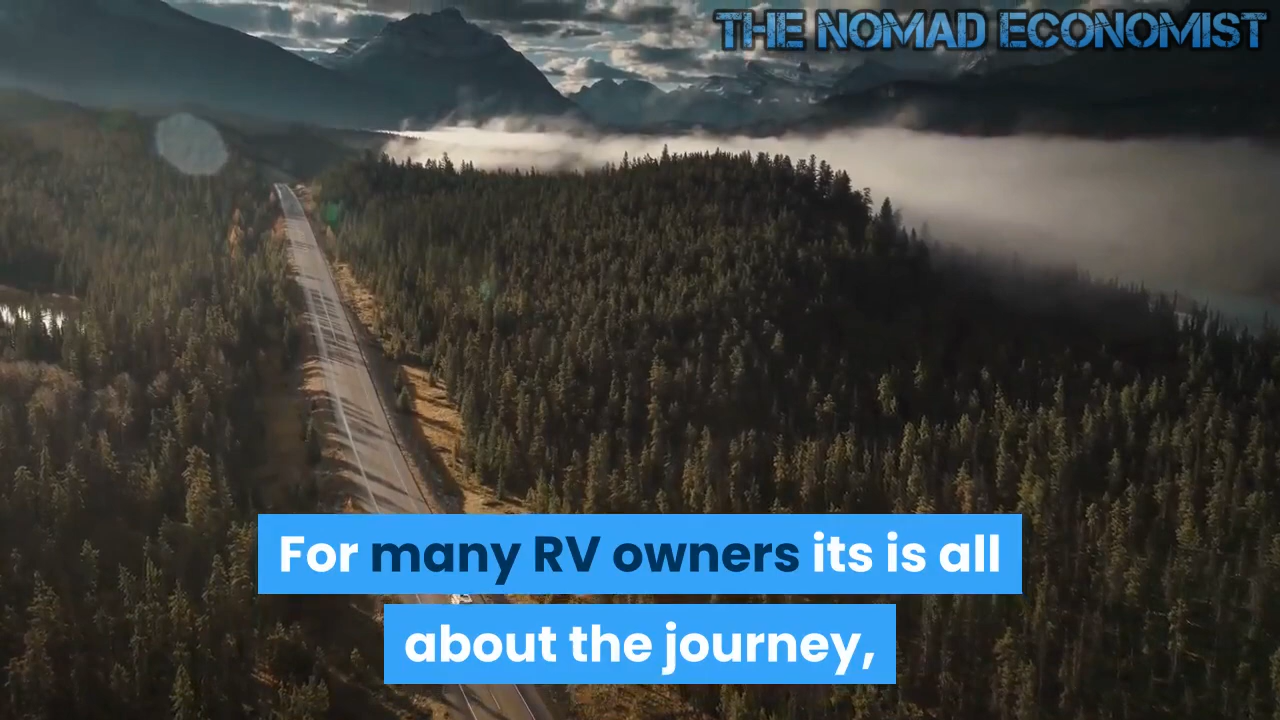 THE NOMAD ECONOMIST
For many RV owners its is all
about the journey,